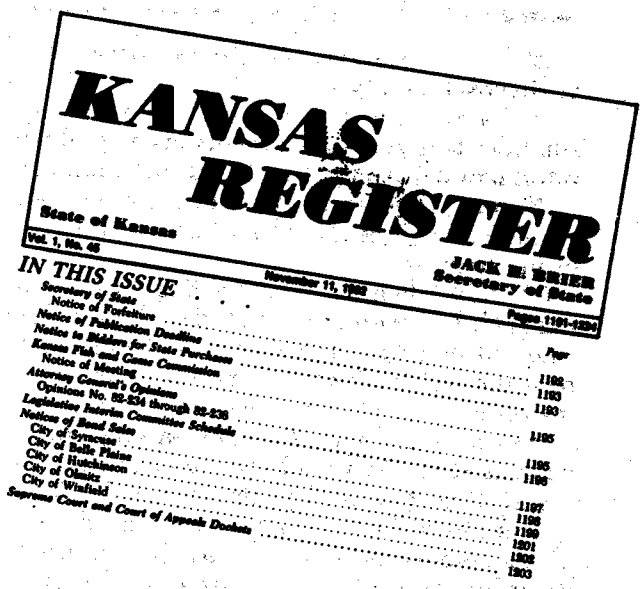 KANSAS
REGISTER
State of Kansas
JACK H. BRIER
Secretary of State
Vol. 1, No. 45 November 11, 1982 Pages 1191-1234
IN THIS ISSUE . . .
Page
Secretary of State
Notice of Forfeiture 1192
Notice of Publication Deadline 1193
Notice to Bidders for State Purchases 1193
Kansas Fish and Game Commission
Notice of Meeting 1195
Attorney General's Opinions
Opinions No. 82-234 through 82-238 1195
Legislative Interim Committee Schedule 1196
Notices of Bond Sales
City of Syracuse 1197
City of Belle Plaine 1198
City of Hutchinson 1199
City of Olmitz 1201
City of Winfield 1202
Supreme Court and Court of Appeals Dockets 1203